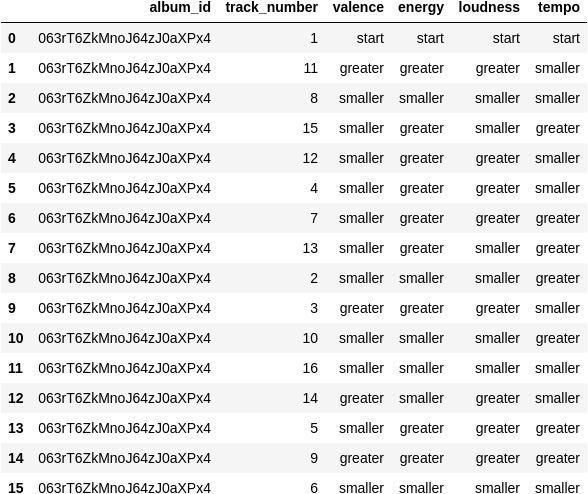 album_id track_number valence energy loudness tempo
0 063rT6ZkMnoJ64zJ0aXPx4 1 start start start start
1 063rT6ZkMnoJ64zJ0aXPx4 11 greater greater greater smaller
2 063rT6ZkMnoJ64zJ0aXPx4 8 smaller smaller smaller smaller
3 063rT6ZkMnoJ64zJ0aXPx4 15 smaller greater smaller greater
4 063rT6ZkMnoJ64zJ0aXPx4 12 smaller greater greater smaller
5 063rT6ZkMnoJ64zJ0aXPx4 4 smaller greater greater smaller
6 063rT6ZkMnoJ64zJ0aXPx4 7 smaller greater greater greater
7 063rT6ZkMnoJ64zJ0aXPx4 13 smaller greater smaller greater
8 063rT6ZkMnoJ64zJ0aXPx4 2 smaller smaller smaller greater
9 063rT6ZkMnoJ64zJ0aXPx4 3 greater greater greater smaller
10 063rT6ZkMnoJ64zJ0aXPx4 10 smaller smaller smaller greater
11 063rT6ZkMnoJ64zJ0aXPx4 16 smaller smaller smaller smaller
12 063rT6ZkMnoJ64zJ0aXPx4 14 greater smaller greater smaller
13 063rT6ZkMnoJ64zJ0aXPx4 5 smaller greater greater greater
14 063rT6ZkMnoJ64zJ0aXPx4 9 greater greater greater greater
15 063rT6ZkMnoJ64zJ0aXPx4 6 smaller smaller smaller smaller